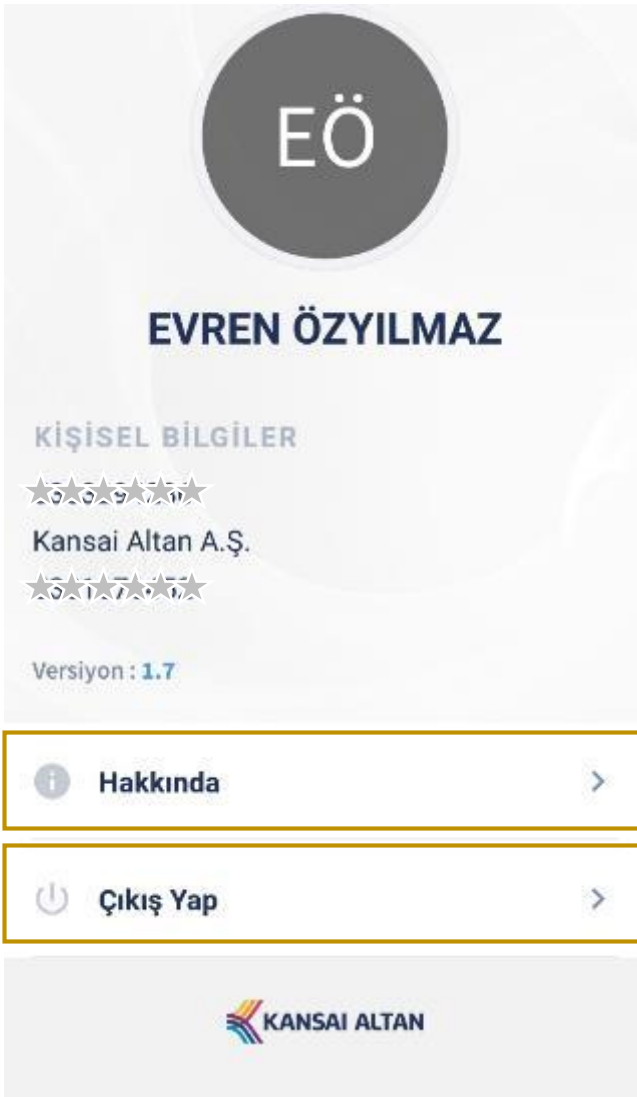 EÖ
EVREN ÖZYILMAZ
KİŞİSEL BİLGİLER
Kansai Altan A.Ş.
Versiyon : 1.7
Hakkında
Çıkış Yap
KANSAI ALTAN